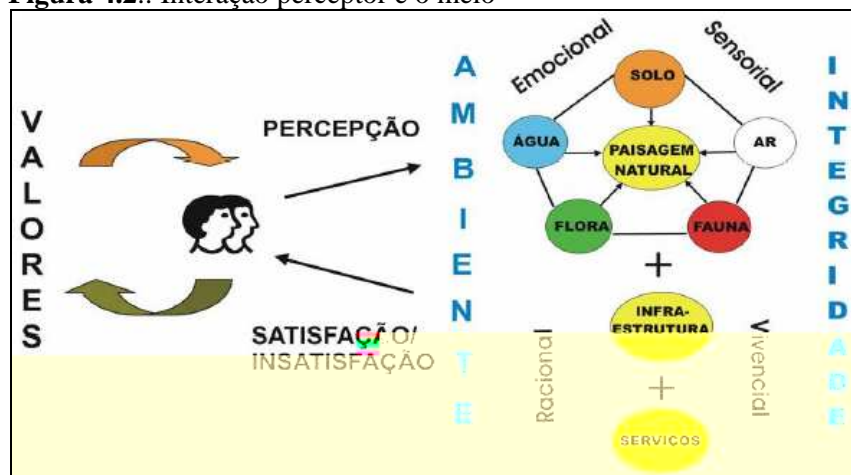 Figura 4.2.: Interação perceptor e o meio
VALORES
PERCEPÇÃO
SATISFAÇÃO/
INSATISFAÇÃO
AMBIENTE
Emocional
Sensorial
SOLO
ÁGUA
AR
PAISAGEM
NATURAL
FLORA
FAUNA
+
INFRA-
ESTRUTURA
Racional
Vivencial
+
SERVIÇOS
INTEGRIDADE